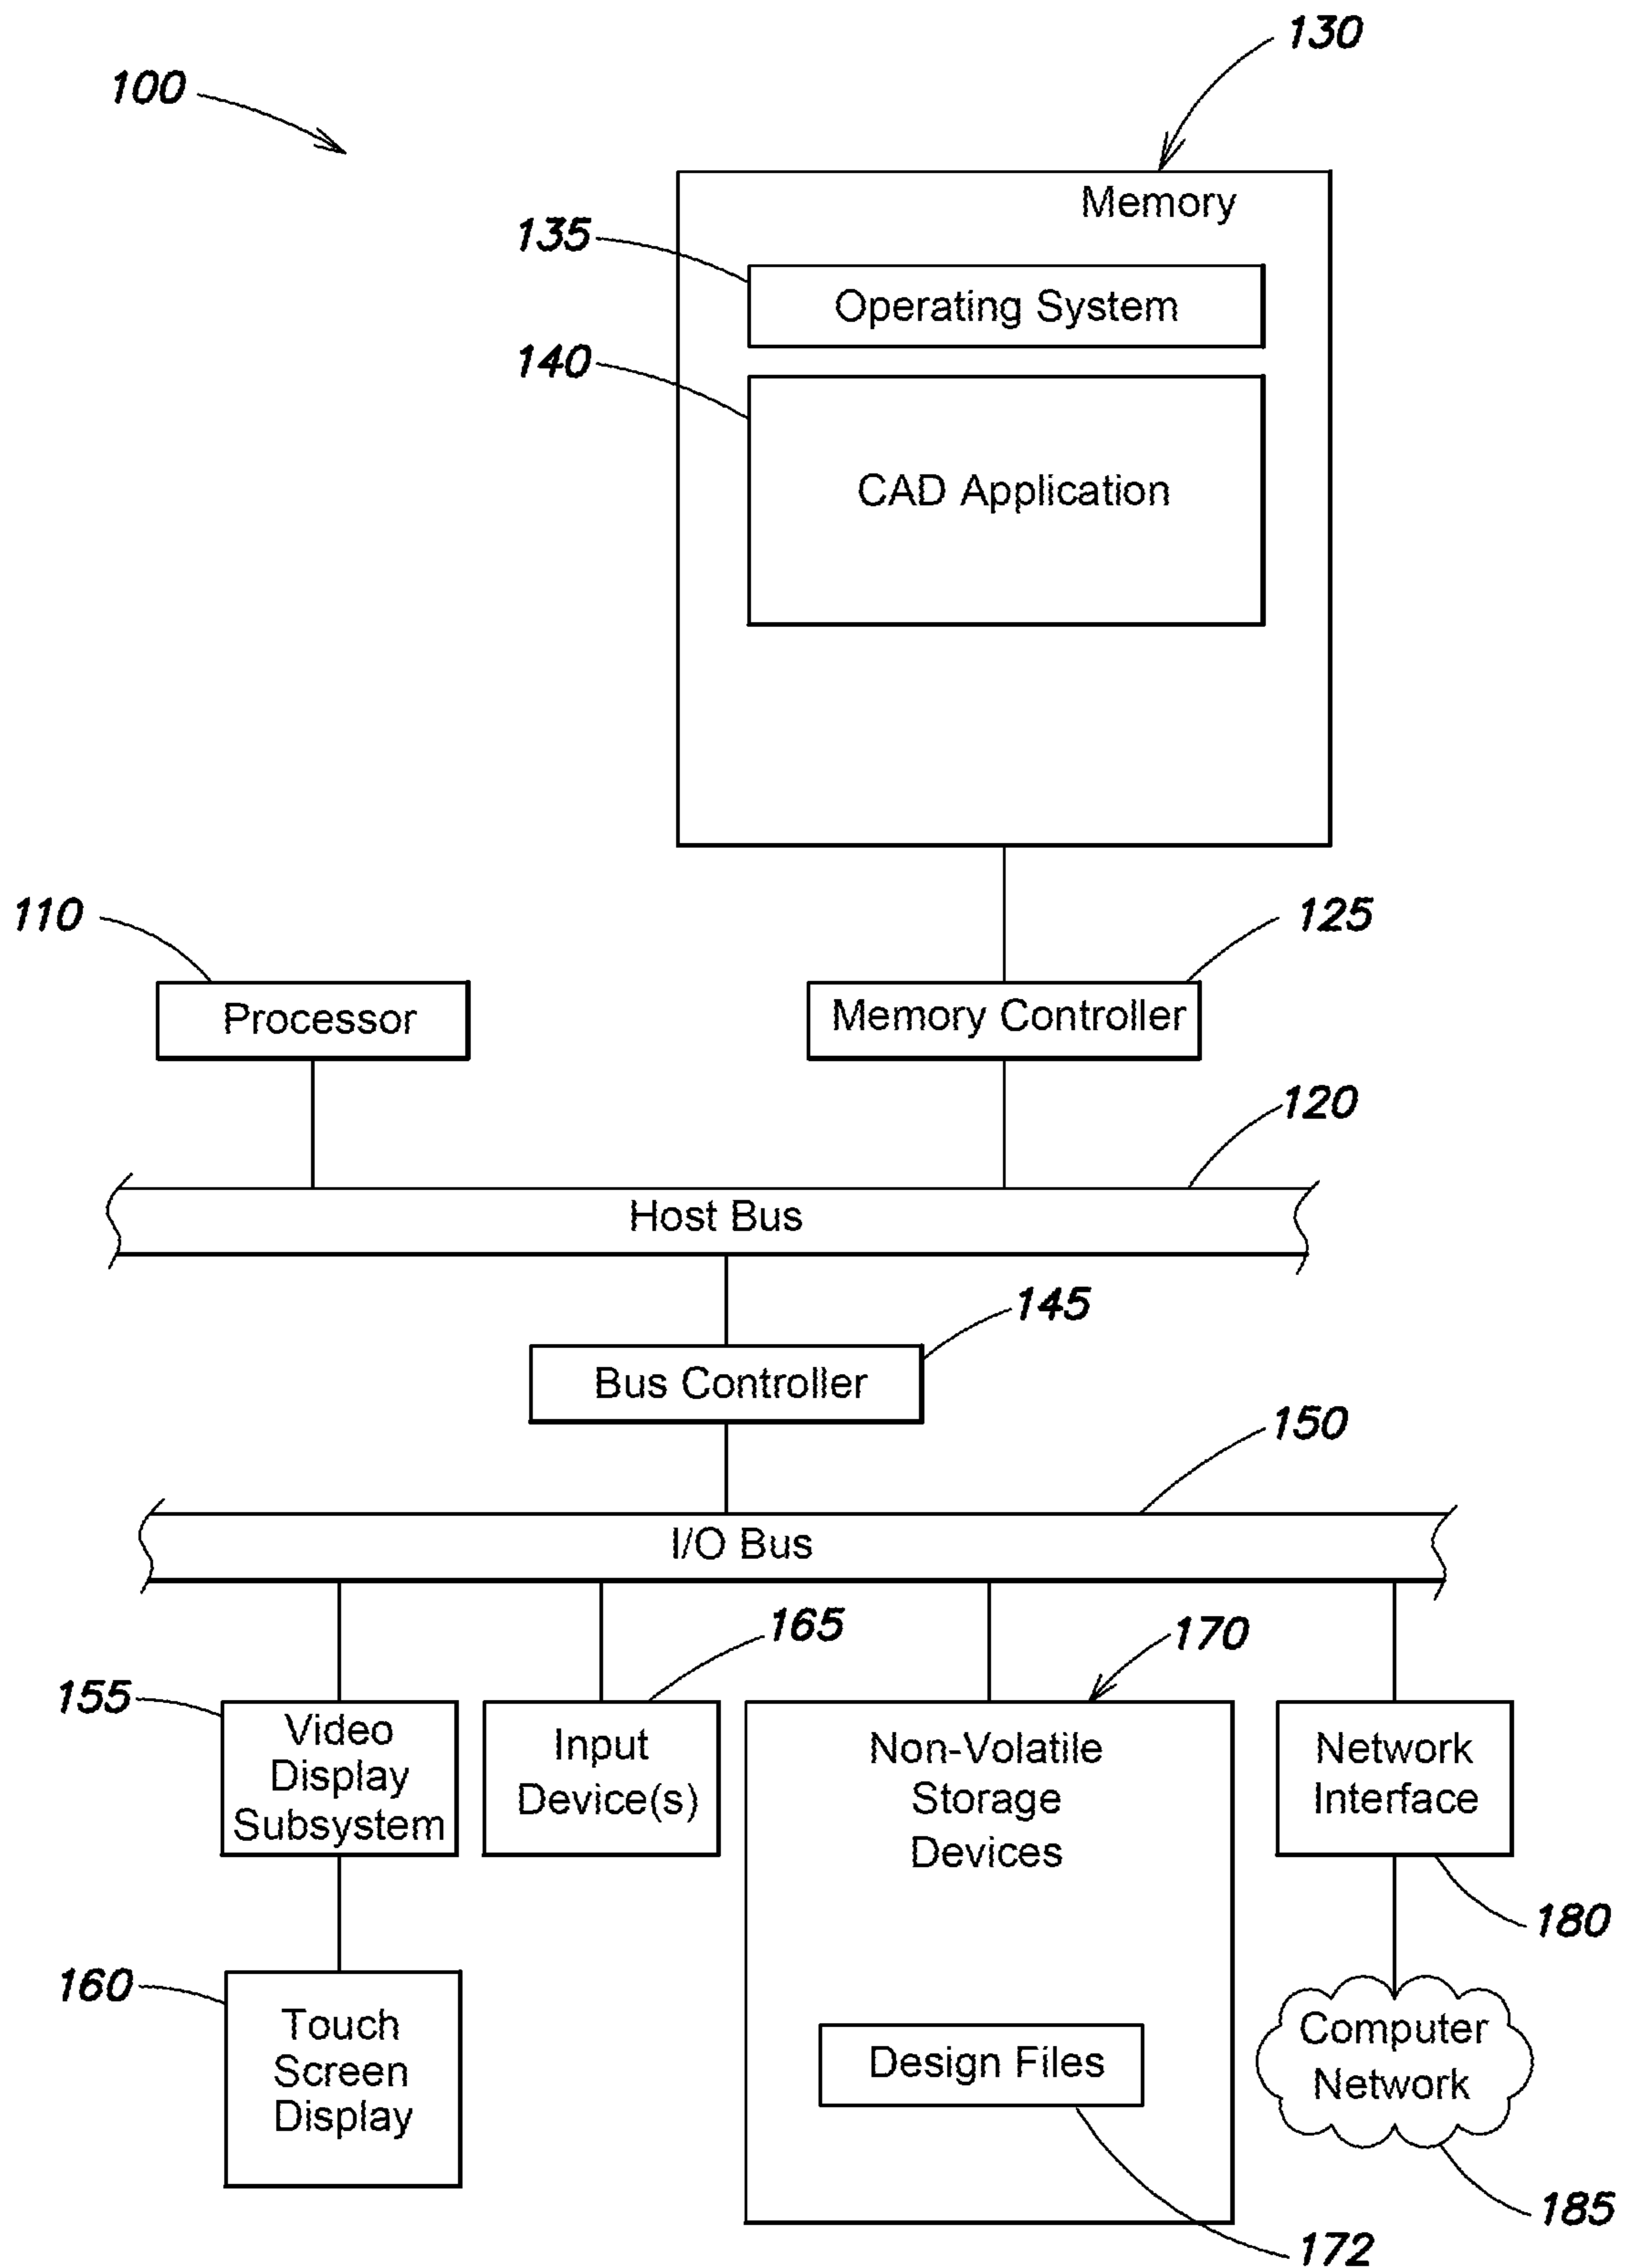 130
100
Memory
135
Operating System
140
CAD Application
110
125
Processor
Memory Controller
120
Host Bus
145
Bus Controller
150
I/O Bus
165
170
155
Video
Display
Subsystem
Input
Device(s)
Non-Volatile
Storage
Devices
Network
Interface
180
160
Touch
Screen
Display
Design Files
Computer
Network
185
172